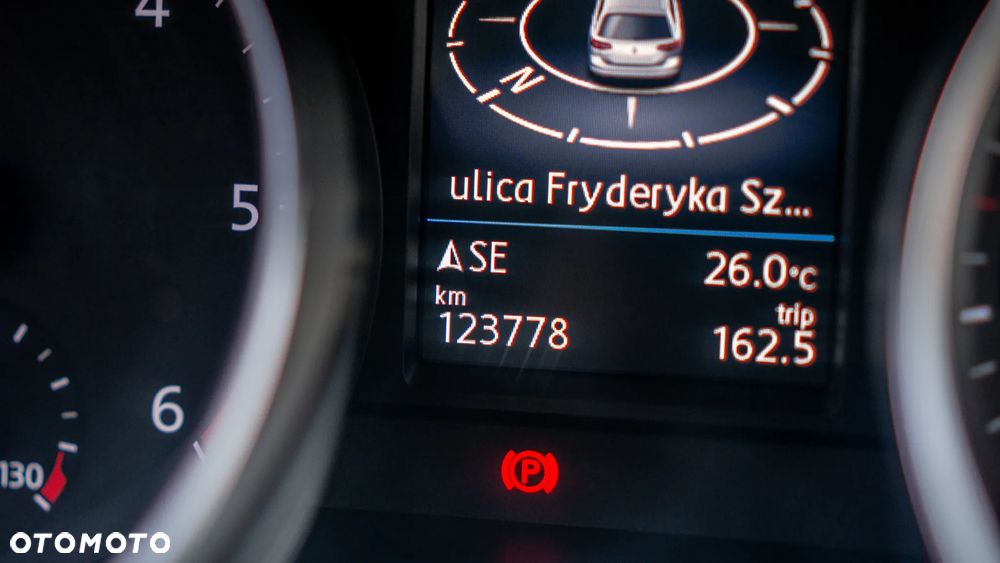 4
N
5
ulica Fryderyka Sz...
SE 26.0°C
km trip
123778 162.5
6
130
P
OTOMOTO